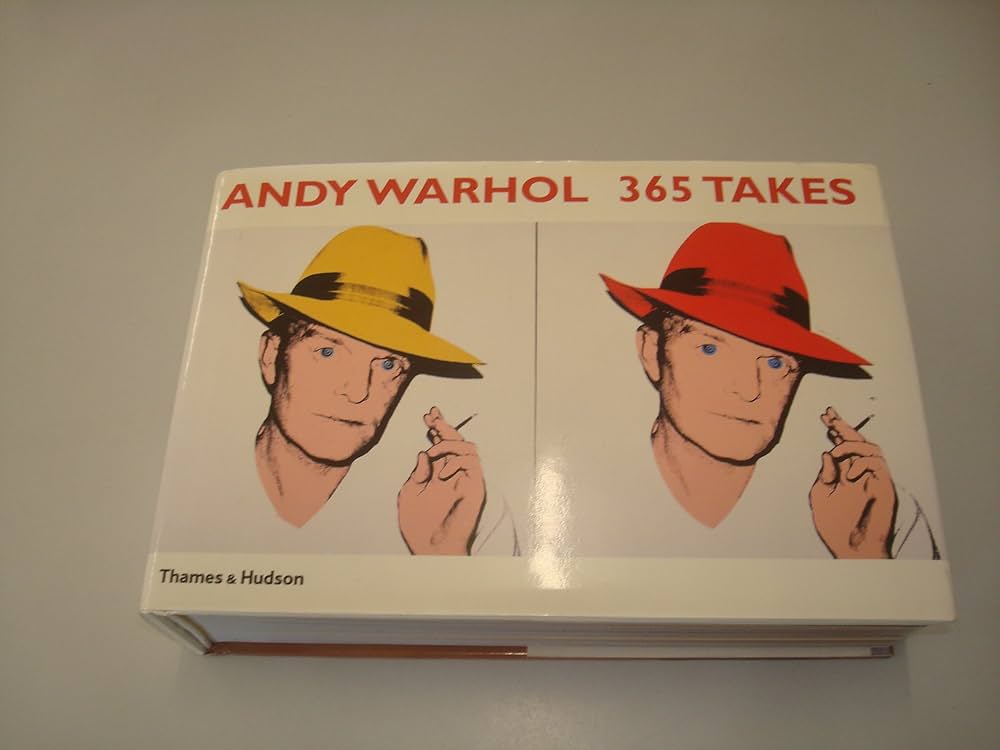 ANDY WARHOL 365 TAKES
Thames & Hudson